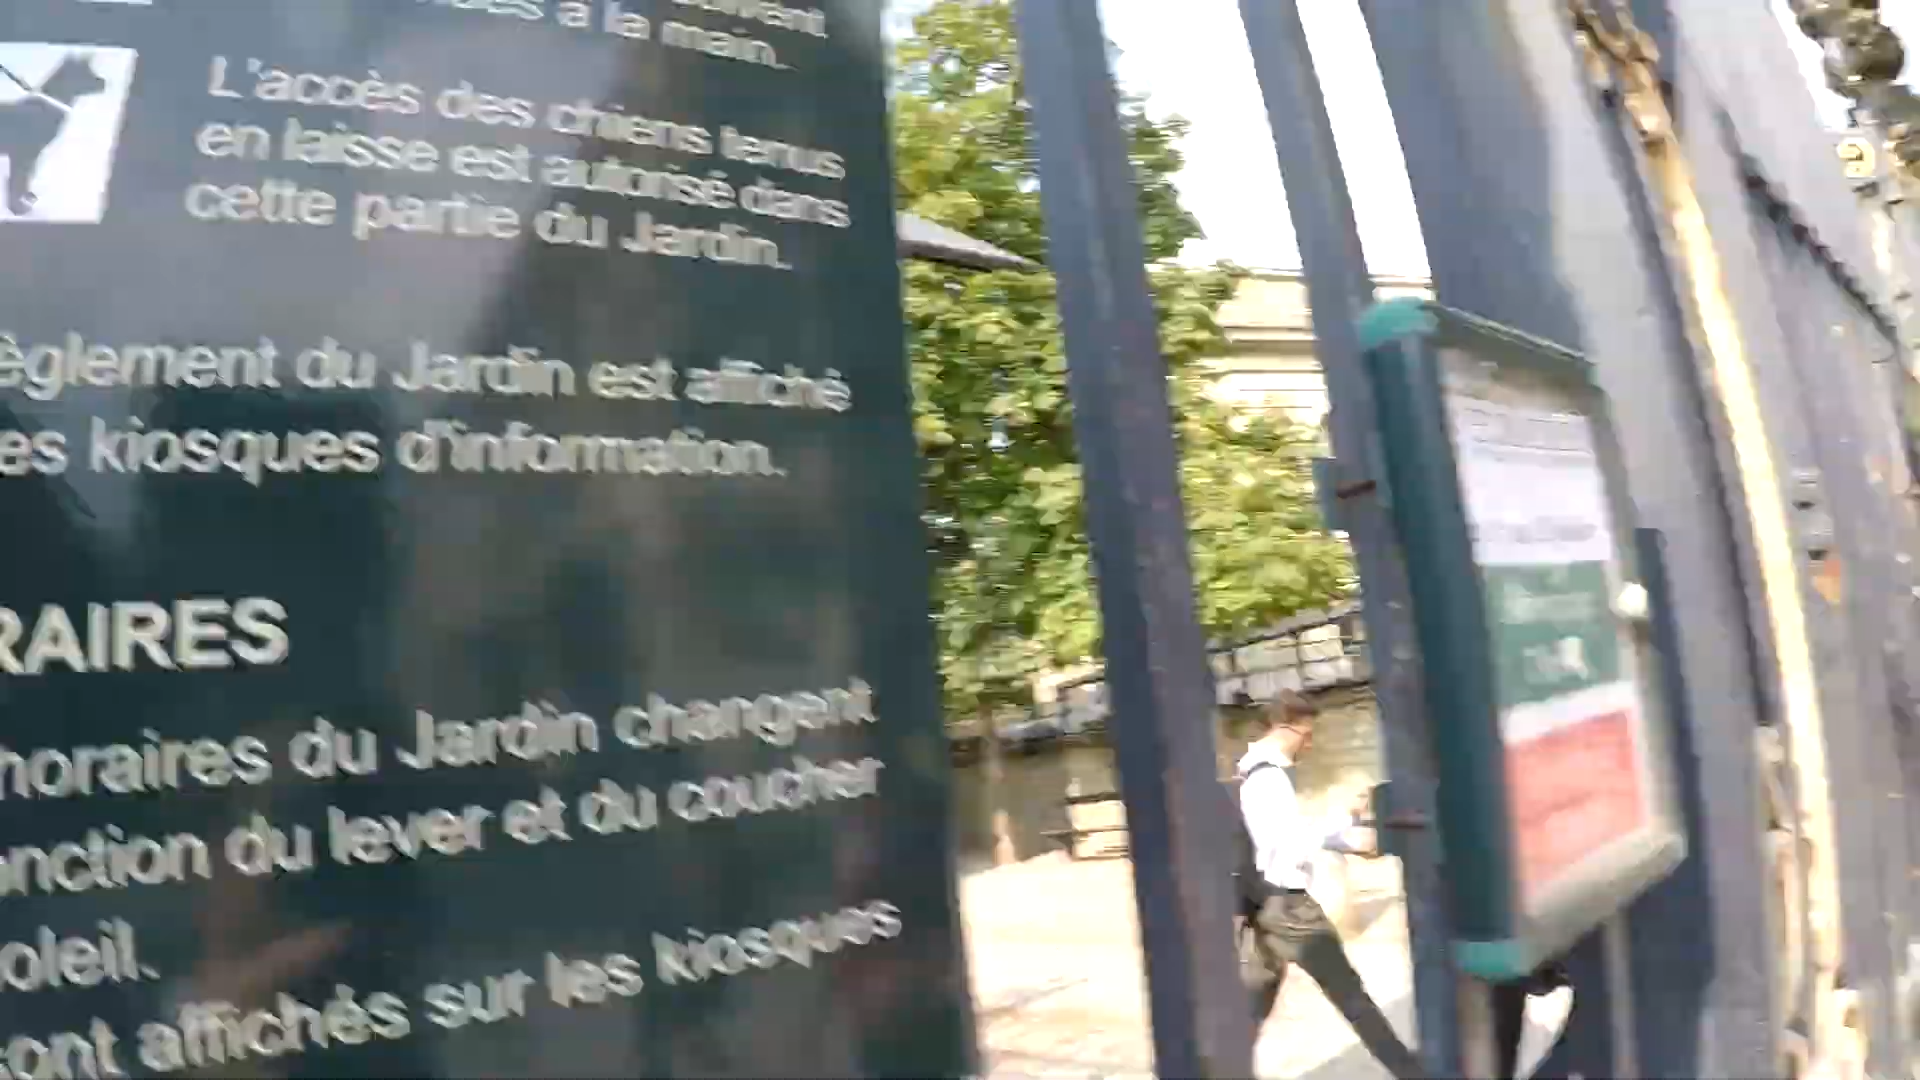 à la main.
L'accès des chiens tenus
en laisse est autorisé dans
cette partie du Jardin.
èglement du Jardin est affiché
es kiosques d'information.
RAIRES
horaires du Jardin changent
onction du lever et du coucher
oleil.
ont affichés sur les kiosques